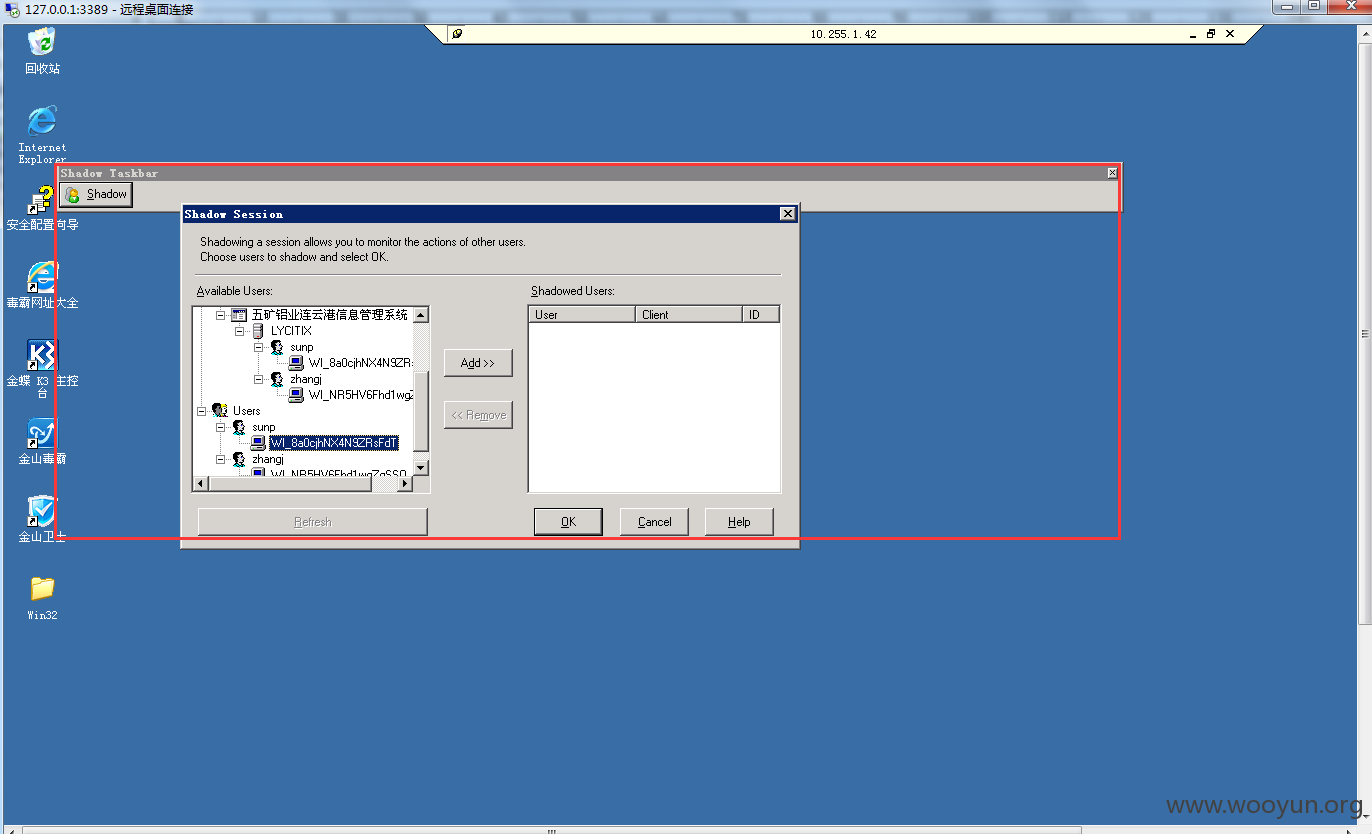 127.0.0.1:3389 - 远程桌面连接
10.255.1.42
回收站
Internet
Explorer
Shadow Taskbar
Shadow
安全配置向导
Shadow Session
Shadowing a session allows you to monitor the actions of other users.
Choose users to shadow and select OK.
Available Users:
Shadowed Users:
五矿铝业连云港信息管理系统
User Client ID
LYCITIX
sunp
WI_8a0cjhNX4N9ZRs
zhangj
WI_NR5HV6Fhd1wgZ
Users
sunp
WI_8a0cjhNX4N9ZRsFdT
zhangj
WI_NR5HV6Fhd1wgZgSSO
Add >>
<< Remove
Refresh
OK
Cancel
Help
毒霸网址大全
金蝶 K3 主控
台
金山毒霸
金山卫士
Win32
www.wooyun.org